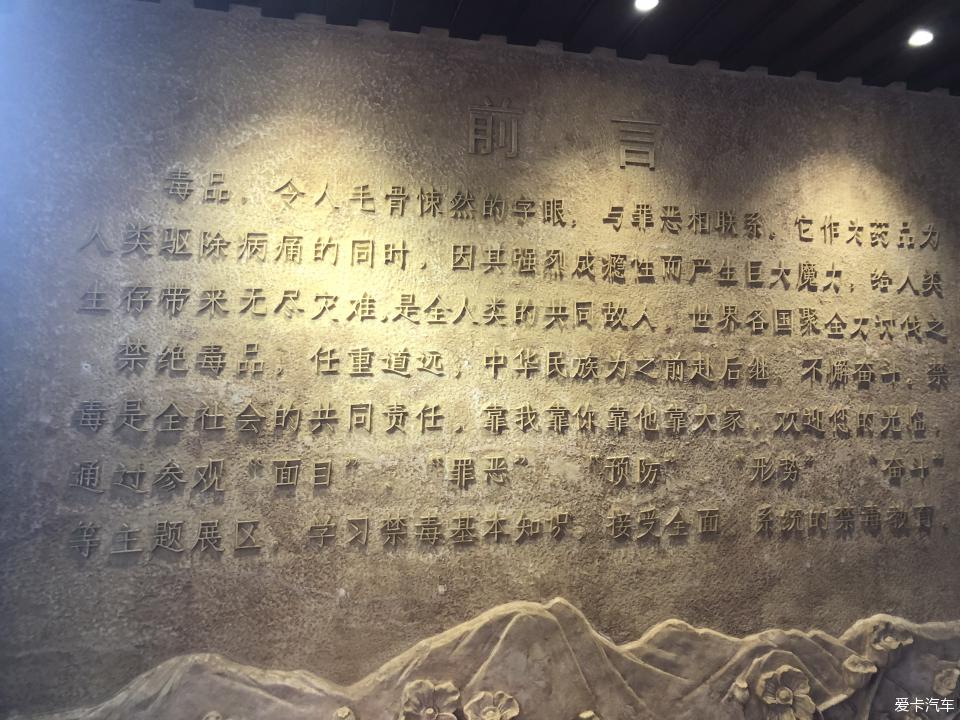 前言
毒品，令人毛骨悚然的字眼，与罪恶相联系，它作为药品为
人类驱除病痛的同时，因其强烈成瘾性而产生巨大魔力，给人类
生存带来无尽灾难，是全人类的共同敌人，世界各国聚全力讨伐之
禁绝毒品，任重道远，中华民族为之前赴后继，不懈奋斗，禁
毒是全社会的共同责任，靠我靠你靠他靠大家，欢迎您的光临，
通过参观“面目” “罪恶” “预防” “形势” “奋斗”
等主题展区，学习禁毒基本知识，接受全面 系统的禁毒教育。
爱卡汽车